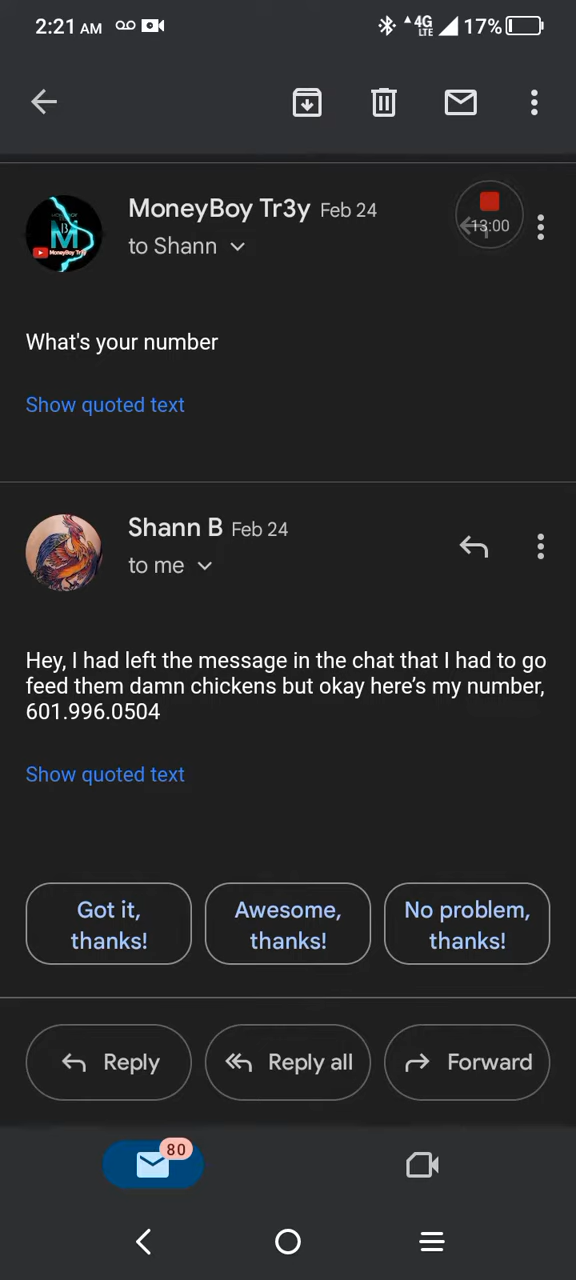 2:21 AM 4G LTE 17%
MoneyBoy Tr3y Feb 24
13:00
to Shann
What's your number
Show quoted text
Shann B Feb 24
to me
Hey, I had left the message in the chat that I had to go
feed them damn chickens but okay here’s my number,
601.996.0504
Show quoted text
Got it,
thanks!
Awesome,
thanks!
No problem,
thanks!
Reply
Reply all
Forward
80